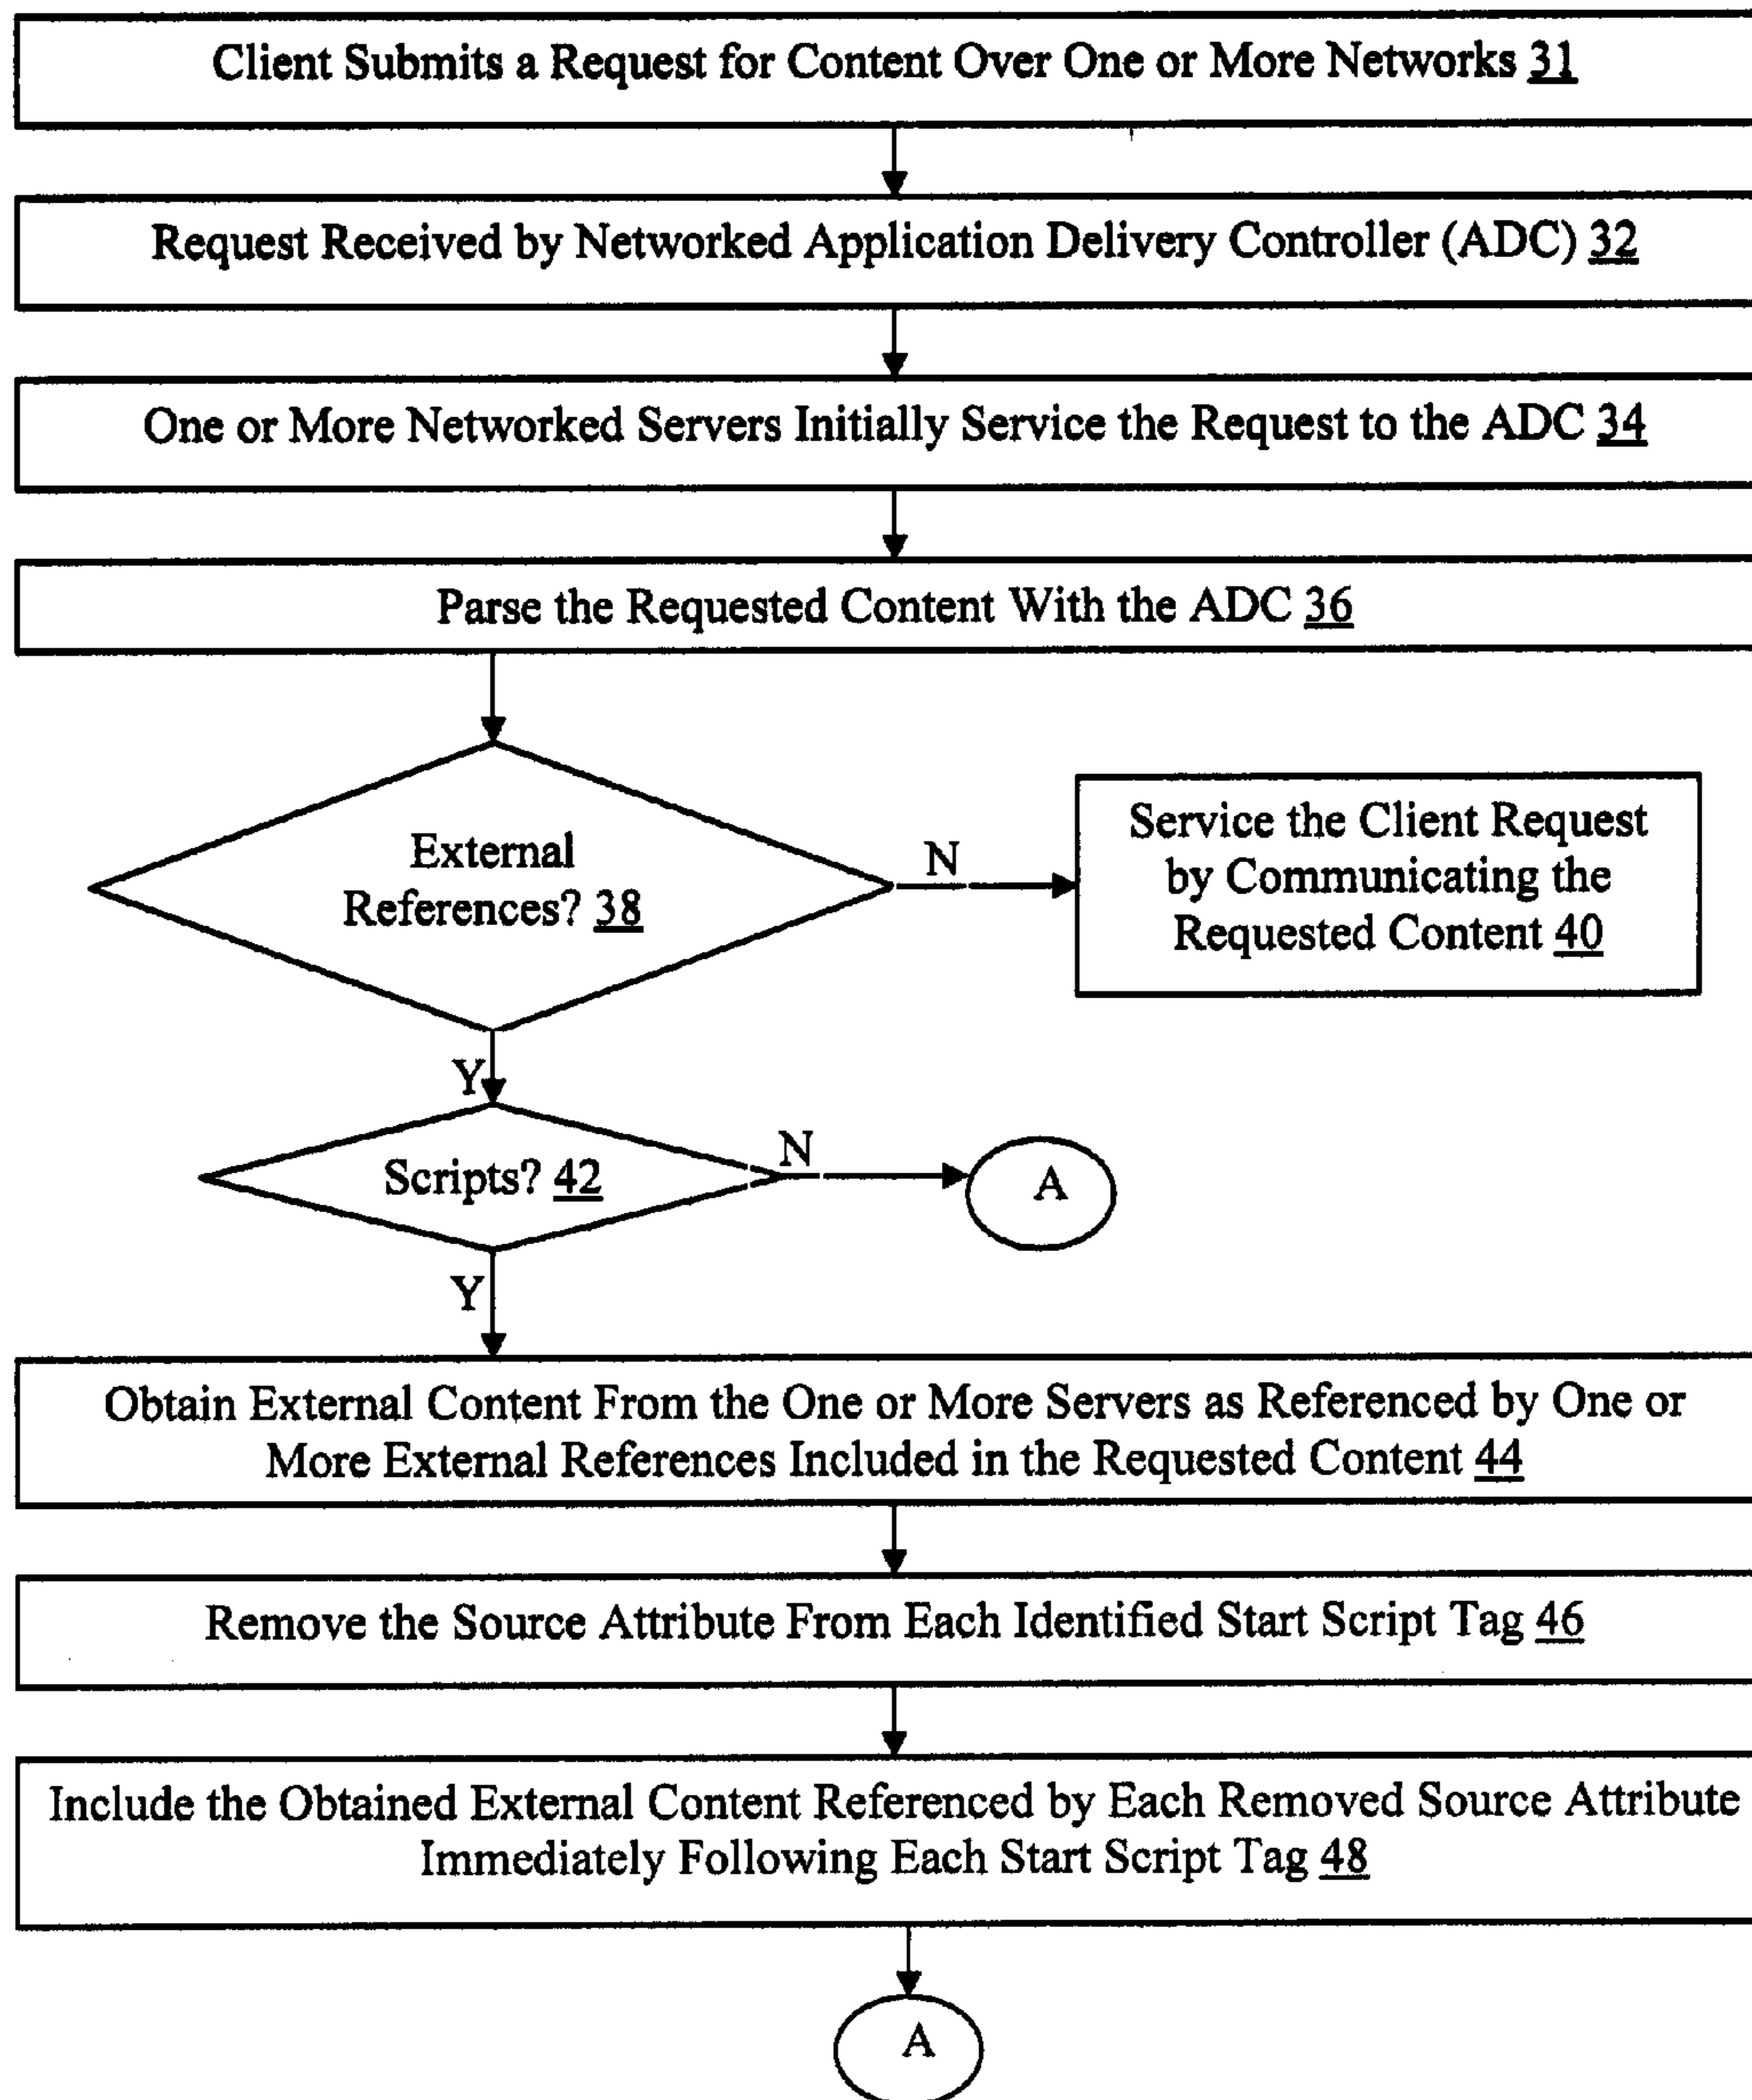 Client Submits a Request for Content Over One or More Networks 31
Request Received by Networked Application Delivery Controller (ADC) 32
One or More Networked Servers Initially Service the Request to the ADC 34
Parse the Requested Content With the ADC 36
External
References? 38
N
Service the Client Request
by Communicating the
Requested Content 40
Y
Scripts? 42
N
A
Y
Obtain External Content From the One or More Servers as Referenced by One or
More External References Included in the Requested Content 44
Remove the Source Attribute From Each Identified Start Script Tag 46
Include the Obtained External Content Referenced by Each Removed Source Attribute
Immediately Following Each Start Script Tag 48
A